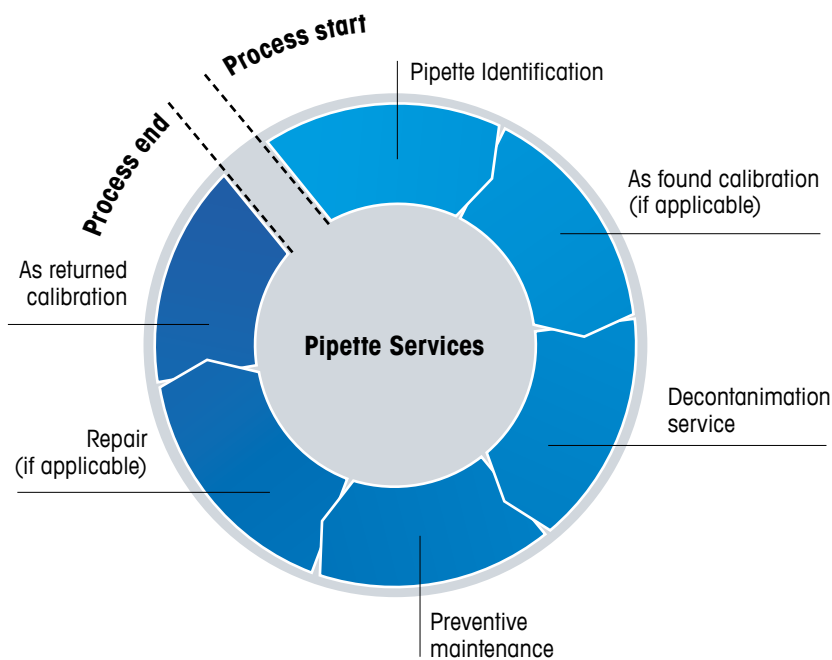 Process start
Pipette Identification
As found calibration
(if applicable)
Decontanimation
service
Preventive
maintenance
Repair
(if applicable)
As returned
calibration
Process end
Pipette Services